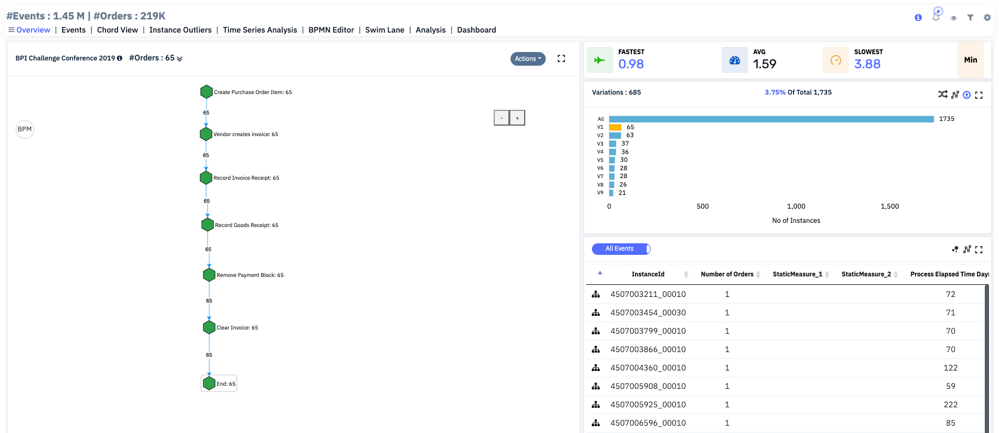 #Events : 1.45 M | #Orders : 219K
Overview | Events | Chord View | Instance Outliers | Time Series Analysis | BPMN Editor | Swim Lane | Analysis | Dashboard
BPI Challenge Conference 2019 #Orders : 65
Actions
BPM
- +
Create Purchase Order Item: 65
65
Vendor creates invoice: 65
65
Record Invoice Receipt: 65
65
Record Goods Receipt: 65
65
Remove Payment Block: 65
65
Clear Invoice: 65
65
End: 65
FASTEST
0.98
AVG
1.59
SLOWEST
3.88
Min
Variations : 685
3.75% Of Total 1,735
All 1735
V1 65
V2 63
V3 37
V4 36
V5 30
V6 28
V7 28
V8 26
V9 21
0 500 1,000 1,500
No of Instances
All Events
InstanceId Number of Orders StaticMeasure_1 StaticMeasure_2 Process Elapsed Time Days
4507003211_00010 1 72
4507003454_00030 1 71
4507003799_00010 1 70
4507003866_00010 1 70
4507004360_00010 1 122
4507005908_00010 1 59
4507005925_00010 1 222
4507006596_00010 1 85